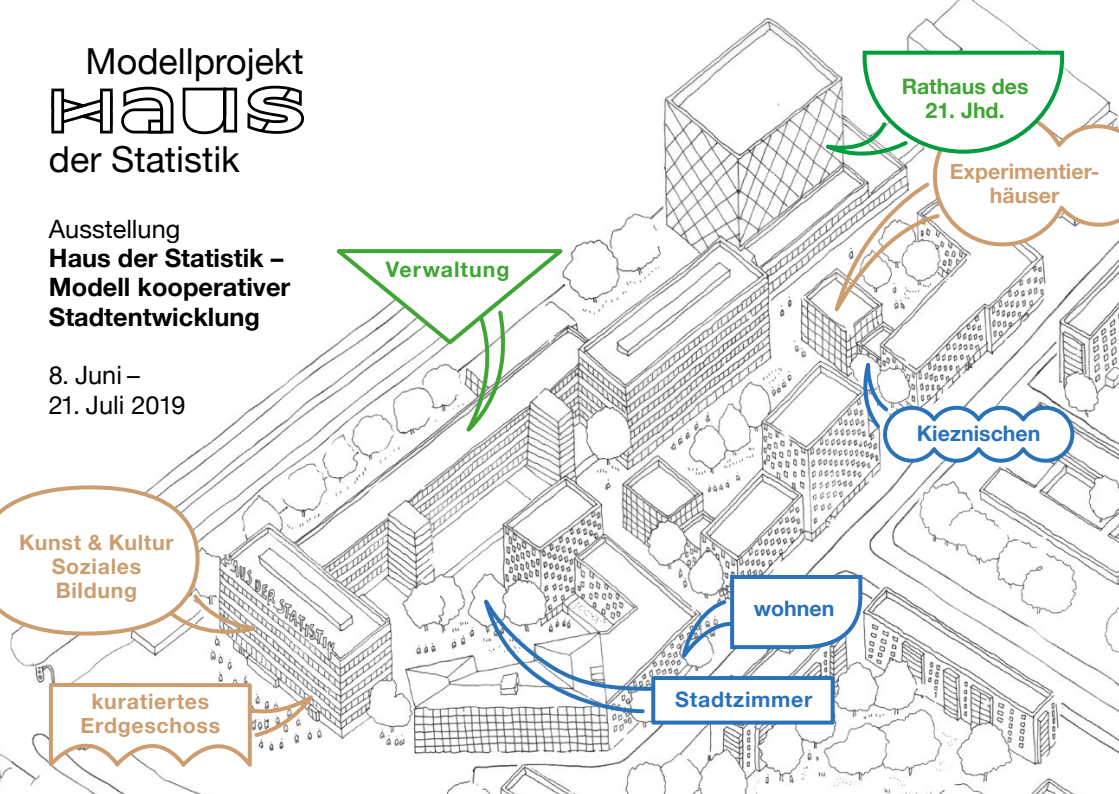 Modellprojekt
Haus
der Statistik
Ausstellung
Haus der Statistik –
Modell kooperativer
Stadtentwicklung
8. Juni –
21. Juli 2019
Rathaus des
21. Jhd.
Experimentier-
häuser
Verwaltung
Kieznischen
Kunst & Kultur
Soziales
Bildung
HAUS DER STATISTIK
wohnen
kuratiertes
Erdgeschoss
Stadtzimmer